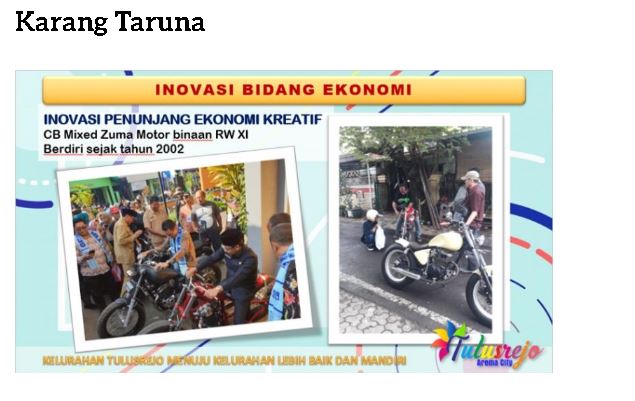 Karang Taruna
INOVASI BIDANG EKONOMI
INOVASI PENUNJANG EKONOMI KREATIF
CB Mixed Zuma Motor binaan RW XI
Berdiri sejak tahun 2002
KELURAHAN TULUSREJO MENUJU KELURAHAN LEBIH BAIK DAN MANDIRI
Tulusrejo
Aroma City